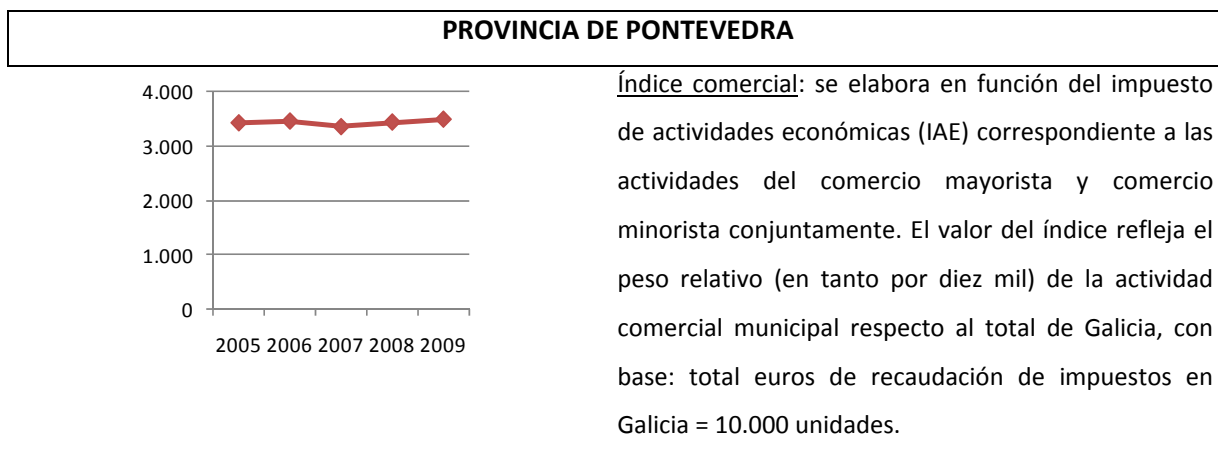 PROVINCIA DE PONTEVEDRA
4.000
3.000
2.000
1.000
0
2005 2006 2007 2008 2009
Índice comercial: se elabora en función del impuesto
de actividades económicas (IAE) correspondiente a las
actividades del comercio mayorista y comercio
minorista conjuntamente. El valor del índice refleja el
peso relativo (en tanto por diez mil) de la actividad
comercial municipal respecto al total de Galicia, con
base: total euros de recaudación de impuestos en
Galicia = 10.000 unidades.